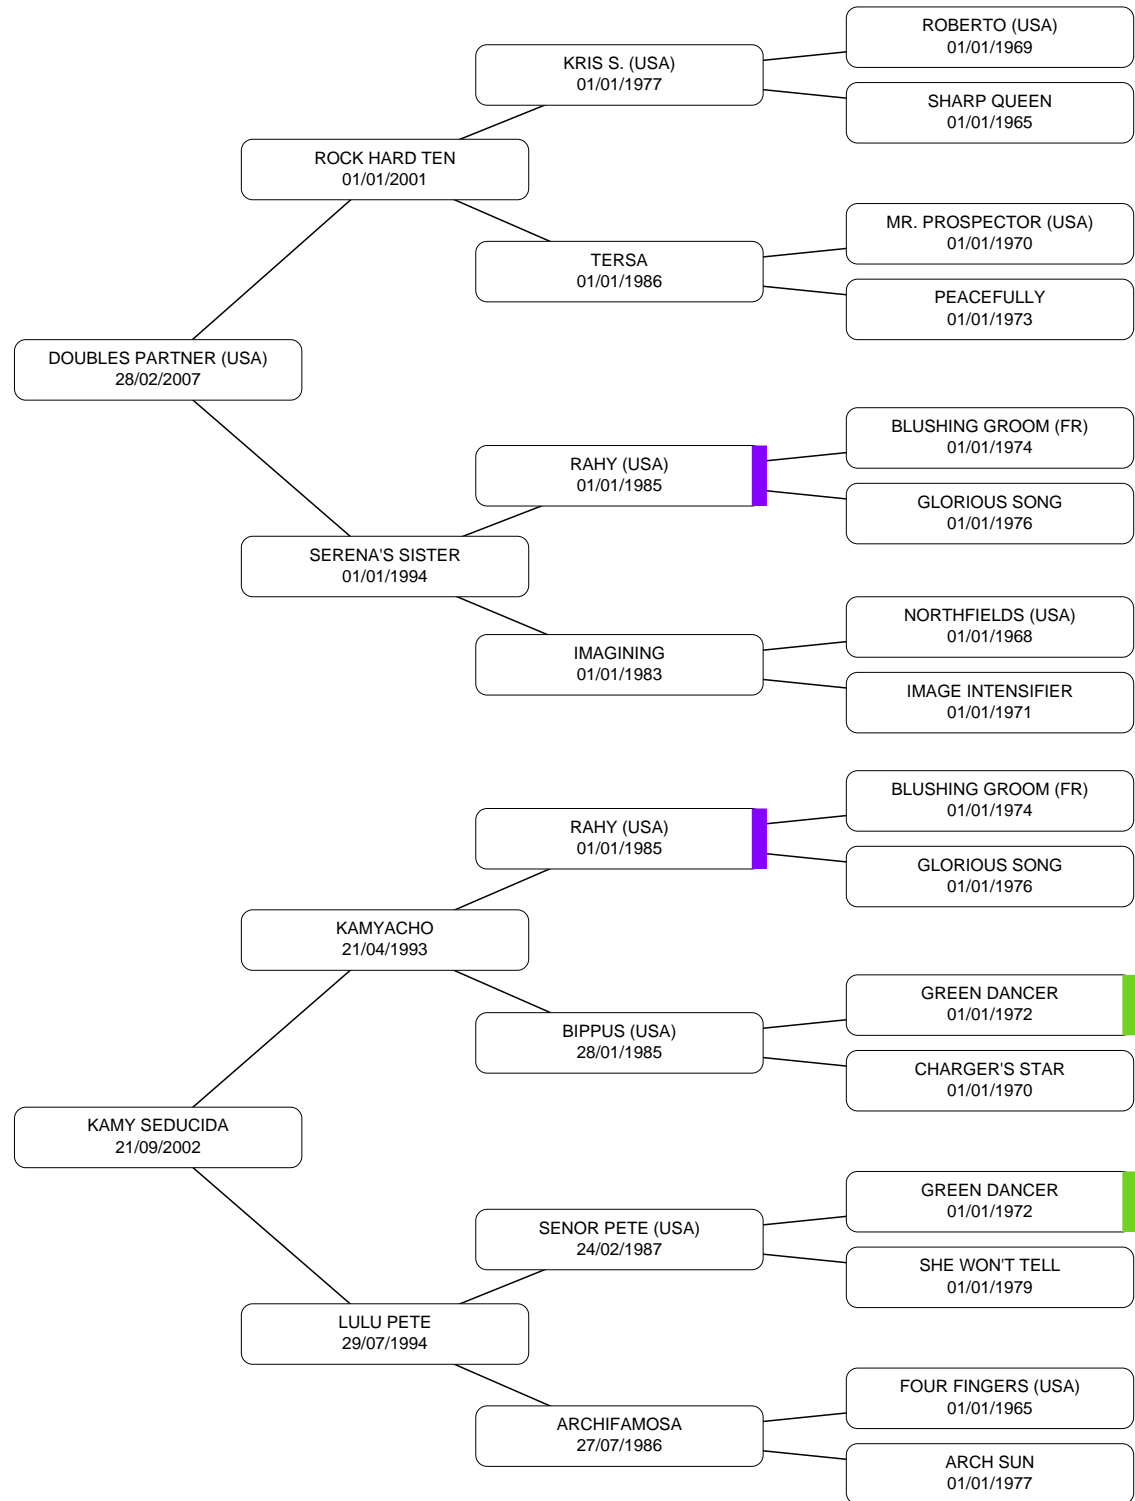 ROBERTO (USA)
01/01/1969
KRIS S. (USA)
01/01/1977
SHARP QUEEN
01/01/1965
ROCK HARD TEN
01/01/2001
MR. PROSPECTOR (USA)
01/01/1970
TERSA
01/01/1986
PEACEFULLY
01/01/1973
DOUBLES PARTNER (USA)
28/02/2007
BLUSHING GROOM (FR)
01/01/1974
RAHY (USA)
01/01/1985
GLORIOUS SONG
01/01/1976
SERENA'S SISTER
01/01/1994
NORTHFIELDS (USA)
01/01/1968
IMAGINING
01/01/1983
IMAGE INTENSIFIER
01/01/1971
BLUSHING GROOM (FR)
01/01/1974
RAHY (USA)
01/01/1985
GLORIOUS SONG
01/01/1976
KAMYACHO
21/04/1993
GREEN DANCER
01/01/1972
BIPPUS (USA)
28/01/1985
CHARGER'S STAR
01/01/1970
KAMY SEDUCIDA
21/09/2002
GREEN DANCER
01/01/1972
SENOR PETE (USA)
24/02/1987
SHE WON'T TELL
01/01/1979
LULU PETE
29/07/1994
FOUR FINGERS (USA)
01/01/1965
ARCHIFAMOSA
27/07/1986
ARCH SUN
01/01/1977